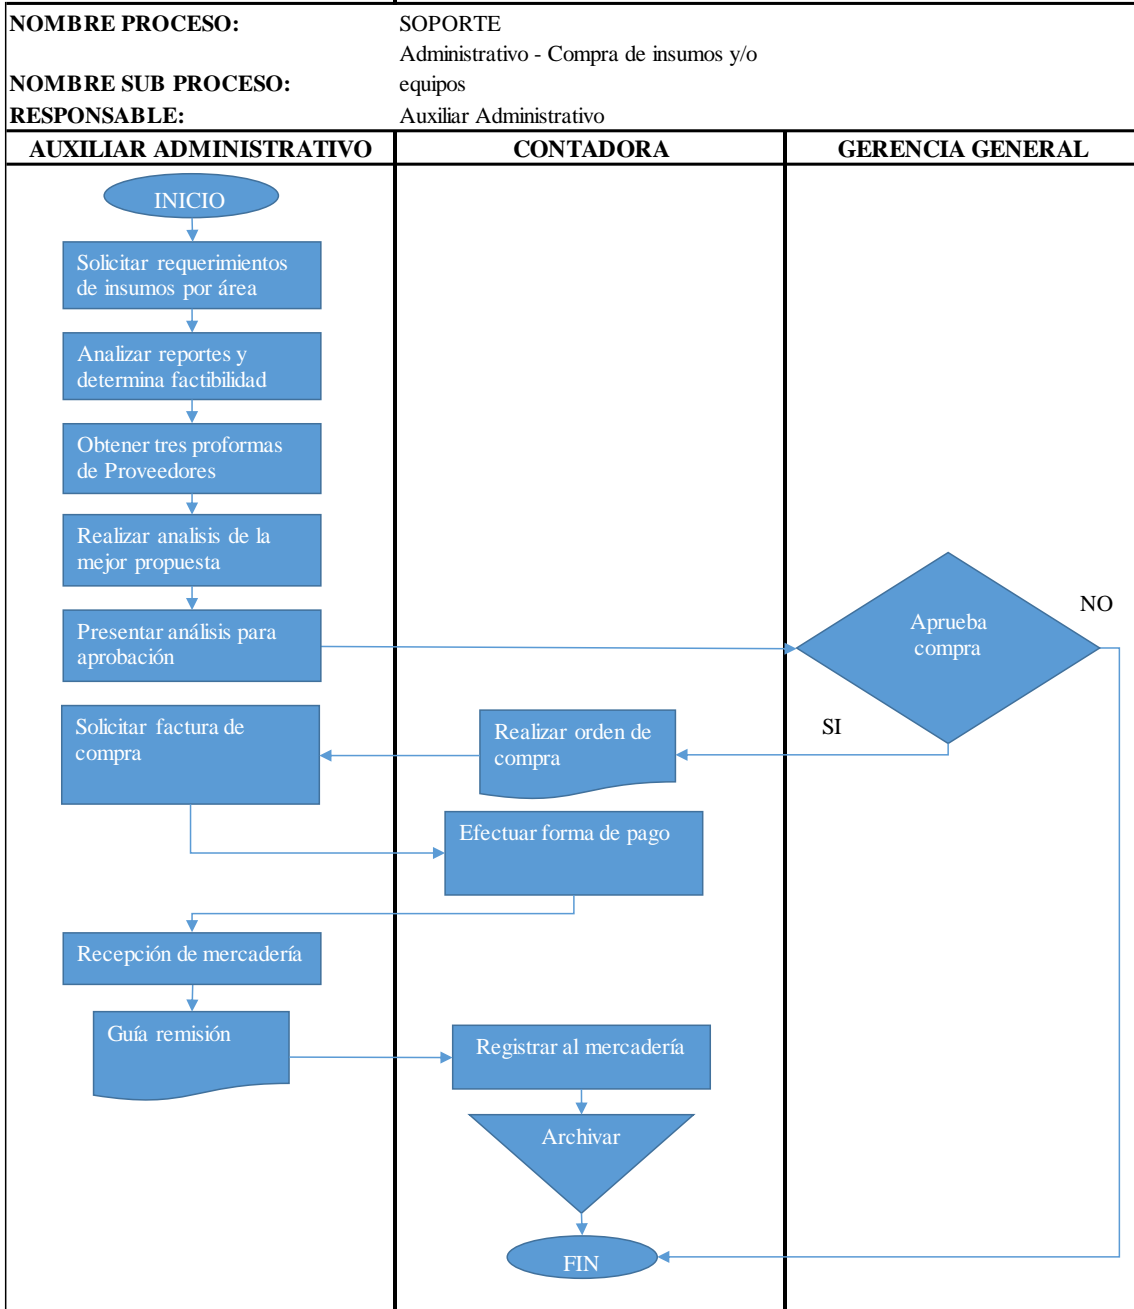 NOMBRE PROCESO: SOPORTE
Administrativo - Compra de insumos y/o
NOMBRE SUB PROCESO: equipos
RESPONSABLE: Auxiliar Administrativo
AUXILIAR ADMINISTRATIVO CONTADORA GERENCIA GENERAL
INICIO
Solicitar requerimientos
de insumos por área
Analizar reportes y
determina factibilidad
Obtener tres proformas
de Proveedores
Realizar analisis de la
mejor propuesta
Presentar análisis para
aprobación
Aprueba
compra
NO
SI
Realizar orden de
compra
Solicitar factura de
compra
Efectuar forma de pago
Recepción de mercadería
Guía remisión
Registrar al mercadería
Archivar
FIN